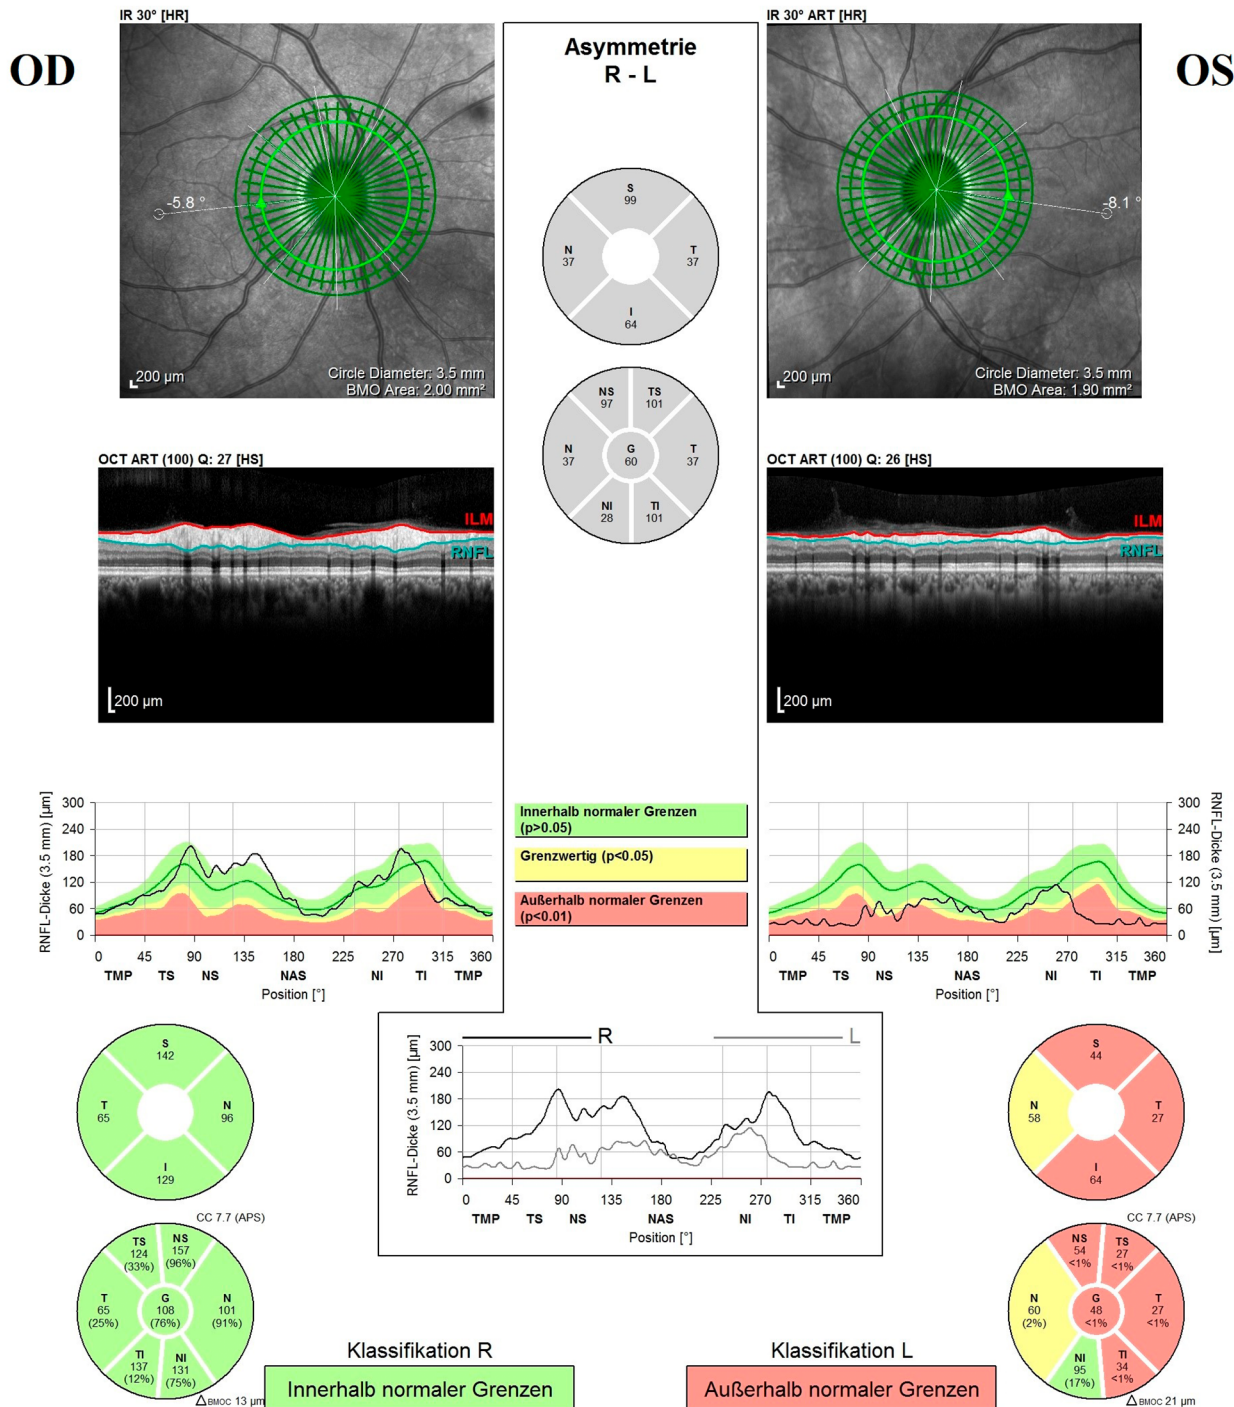 IR 30° [HR]
IR 30° ART [HR]
OD
OS
Asymmetrie
R - L
-5.8 °
-8.1 °
200 µm
Circle Diameter: 3.5 mm
BMO Area: 2.00 mm²
200 µm
Circle Diameter: 3.5 mm
BMO Area: 1.90 mm²
S
99
N
37
T
37
I
64
NS
97
TS
101
N
37
G
60
T
37
NI
28
TI
101
OCT ART (100) Q: 27 [HS]
ILM
RNFL
200 µm
OCT ART (100) Q: 26 [HS]
ILM
RNFL
200 µm
RNFL-Dicke (3.5 mm) [µm]
300
240
180
120
60
0
0 45 90 135 180 225 270 315 360
TMP TS NS NAS NI TI TMP
Position [°]
Innerhalb normaler Grenzen
(p>0.05)
Grenzwertig (p<0.05)
Außerhalb normaler Grenzen
(p<0.01)
300
240
180
120
60
0
RNFL-Dicke (3.5 mm) [µm]
0 45 90 135 180 225 270 315 360
TMP TS NS NAS NI TI TMP
Position [°]
S
142
T
65
N
96
I
129
R
L
RNFL-Dicke (3.5 mm) [µm]
300
240
180
120
60
0
0 45 90 135 180 225 270 315 360
TMP TS NS NAS NI TI TMP
Position [°]
S
44
N
58
T
27
I
64
CC 7.7 (APS)
TS
124
(33%)
NS
157
(96%)
T
65
(25%)
G
108
(76%)
N
101
(91%)
TI
137
(12%)
NI
131
(75%)
Δ BMOC 13 µm
Klassifikation R
Innerhalb normaler Grenzen
Klassifikation L
Außerhalb normaler Grenzen
CC 7.7 (APS)
NS
54
<1%
TS
27
<1%
N
60
(2%)
G
48
<1%
T
27
<1%
NI
95
(17%)
TI
34
<1%
Δ BMOC 21 µm